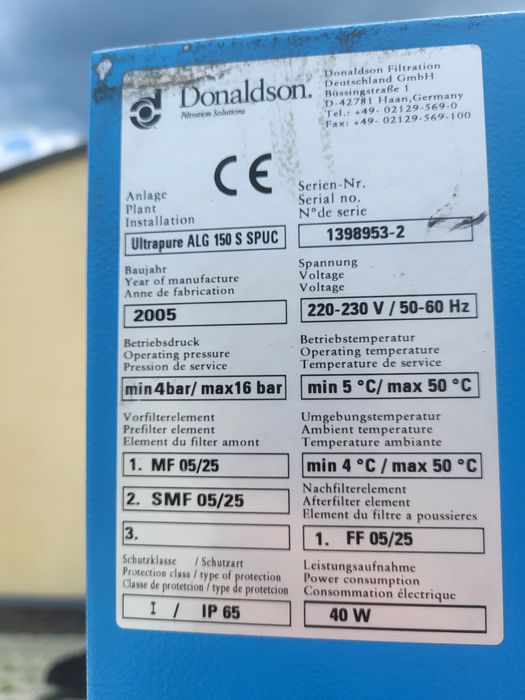 Donaldson.
Filtration Solutions
Donaldson Filtration
Deutschland GmbH
Büssingstraße 1
D-42781 Haan,Germany
Tel.: +49- 02129-569-0
Fax: +49- 02129-569-100
CE
Anlage
Plant
Installation
Ultrapure ALG 150 S SPUC
Serien-Nr.
Serial no.
N°de serie
1398953-2
Baujahr
Year of manufacture
Anne de fabrication
2005
Spannung
Voltage
Voltage
220-230 V / 50-60 Hz
Betriebsdruck
Operating pressure
Pression de service
min 4bar/ max16 bar
Betriebstemperatur
Operating temperature
Temperature de service
min 5 °C/ max 50 °C
Vorfilterelement
Prefilter element
Element du filter amont
1. MF 05/25
2. SMF 05/25
3.
Umgebungstemperatur
Ambient temperature
Temperature ambiante
min 4 °C / max 50 °C
Nachfilterelement
Afterfilter element
Element du filtre a poussieres
1. FF 05/25
Schutzklasse / Schutzart
Protection class / type of protection
Classe de protetcion / type de protetcion
I / IP 65
Leistungsaufnahme
Power consumption
Consommation électrique
40 W